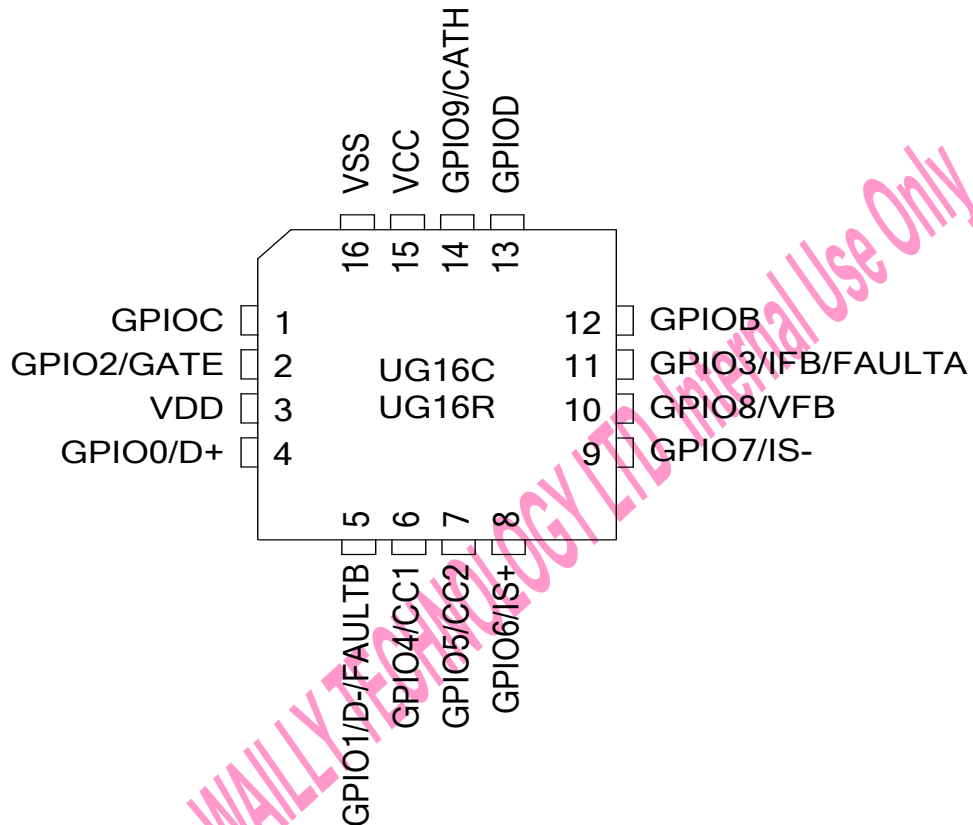 VSS
VCC
GPIO9/CATH
GPIOD
16
15
14
13
GPIOC 1
GPIO2/GATE 2
VDD 3
GPIO0/D+ 4
UG16C
UG16R
12 GPIOB
11 GPIO3/IFB/FAULTA
10 GPIO8/VFB
9 GPIO7/IS-
5
6
7
8
GPIO1/D-/FAULTB
GPIO4/CC1
GPIO5/CC2
GPIO6/IS+
WAILLY TECHNOLOGY LTD Internal Use Only